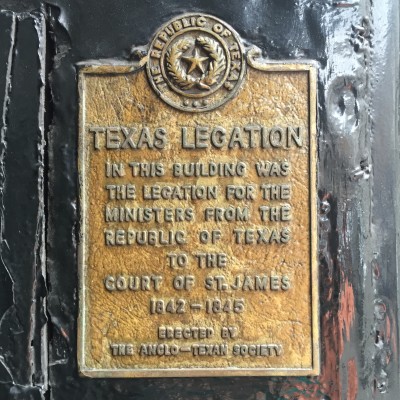 THE REPUBLIC OF TEXAS
TEXAS LEGATION
IN THIS BUILDING WAS
THE LEGATION FOR THE
MINISTERS FROM THE
REPUBLIC OF TEXAS
TO THE
COURT OF ST. JAMES
1842-1845
ERECTED BY
THE ANGLO-TEXAN SOCIETY